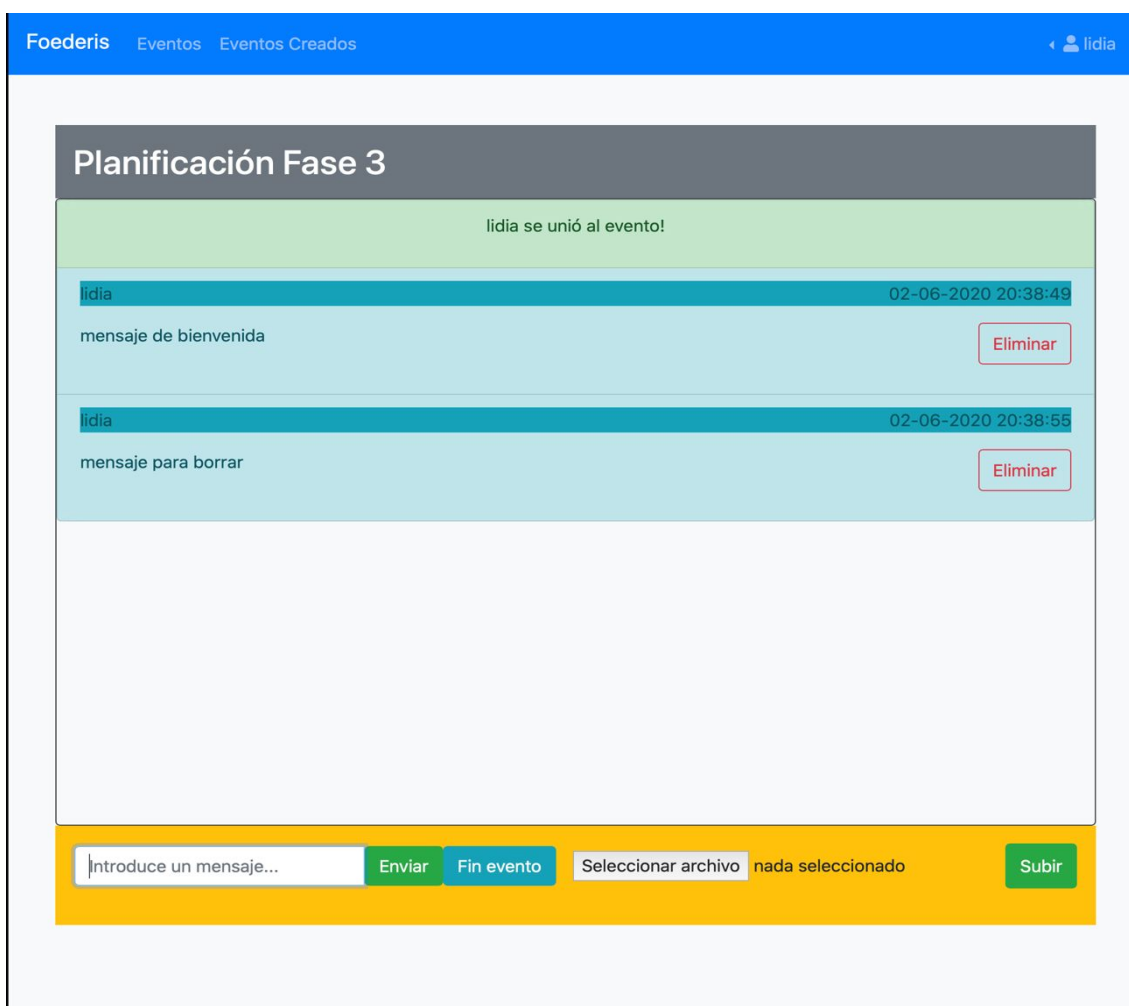 Foederis Eventos Eventos Creados lidia
Planificación Fase 3
lidia se unió al evento!
lidia 02-06-2020 20:38:49
mensaje de bienvenida Eliminar
lidia 02-06-2020 20:38:55
mensaje para borrar Eliminar
Introduce un mensaje... Enviar Fin evento Seleccionar archivo nada seleccionado Subir